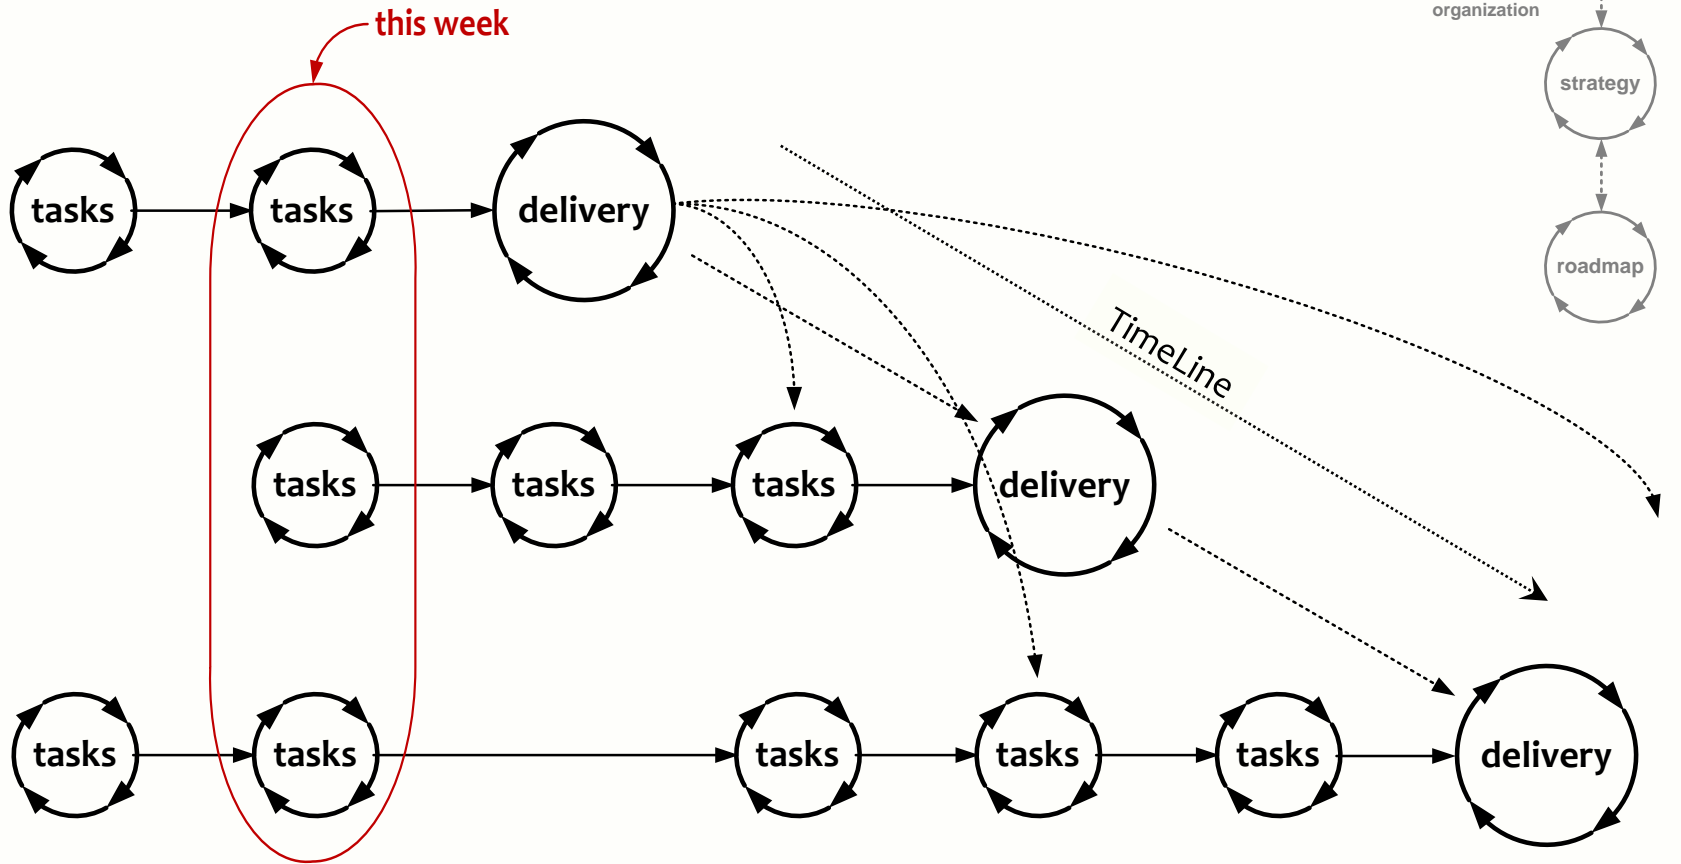 this week
organization
strategy
tasks
tasks
delivery
roadmap
TimeLine
tasks
tasks
tasks
delivery
tasks
tasks
tasks
tasks
tasks
delivery